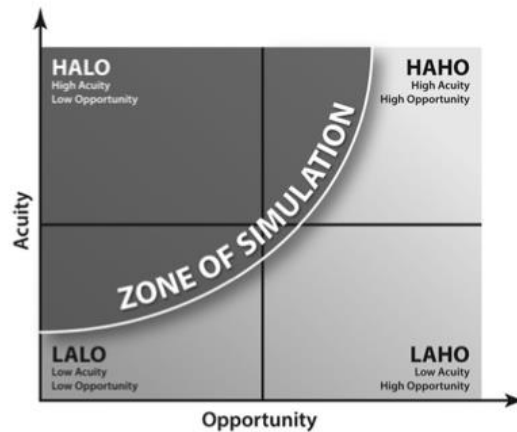 HALO
High Acuity
Low Opportunity
HAHO
High Acuity
High Opportunity
ZONE OF SIMULATION
LALO
Low Acuity
Low Opportunity
LAHO
Low Acuity
High Opportunity
Acuity
Opportunity